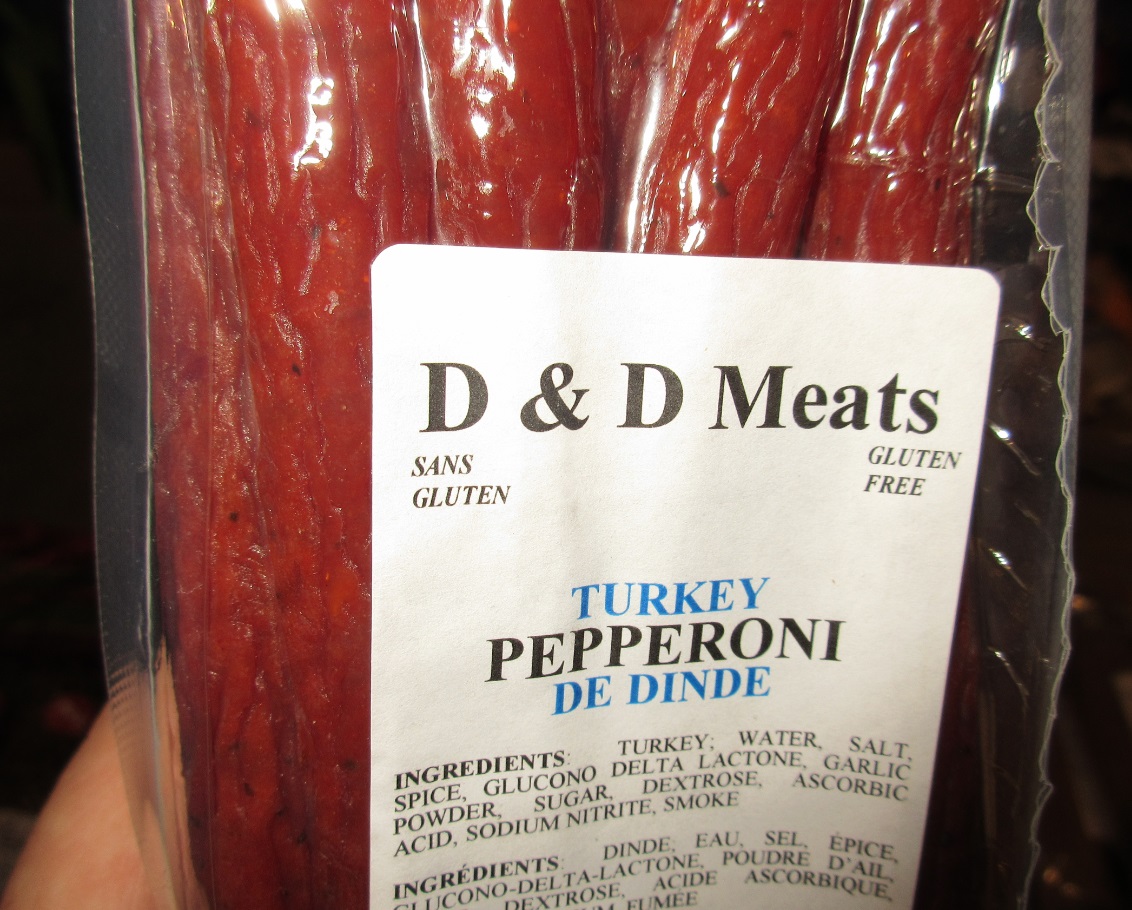 D & D Meats
SANS
GLUTEN
GLUTEN
FREE
TURKEY
PEPPERONI
DE DINDE
INGREDIENTS: TURKEY; WATER, SALT,
SPICE, GLUCONO DELTA LACTONE, GARLIC
POWDER, SUGAR, DEXTROSE, ASCORBIC
ACID, SODIUM NITRITE, SMOKE
INGRÉDIENTS: DINDE; EAU, SEL, ÉPICE,
GLUCONO-DELTA-LACTONE, POUDRE D'AIL,
DEXTROSE, ACIDE ASCORBIQUE,
FUMÉE